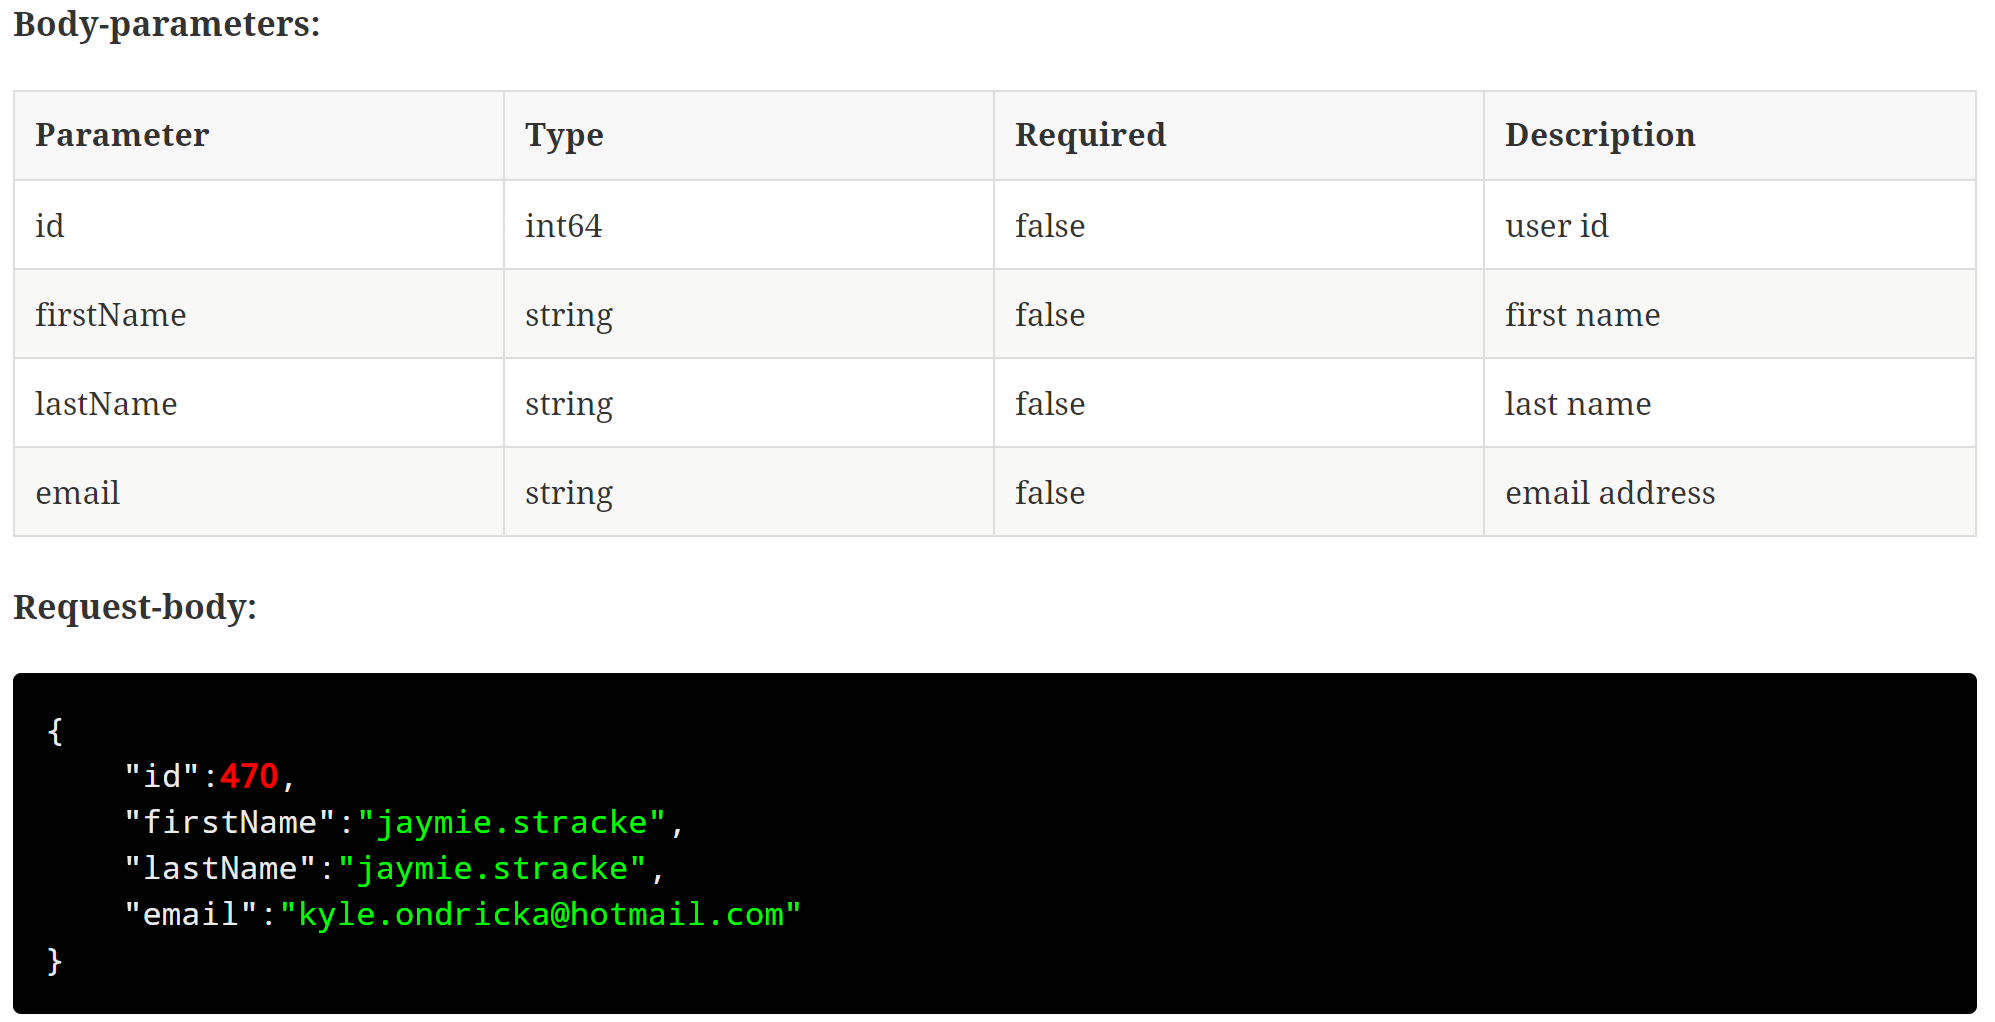 Body-parameters:
Parameter Type Required Description
id int64 false user id
firstName string false first name
lastName string false last name
email string false email address
Request-body:
{
"id":470,
"firstName":"jaymie.stracke",
"lastName":"jaymie.stracke",
"email":"kyle.ondricka@hotmail.com"
}